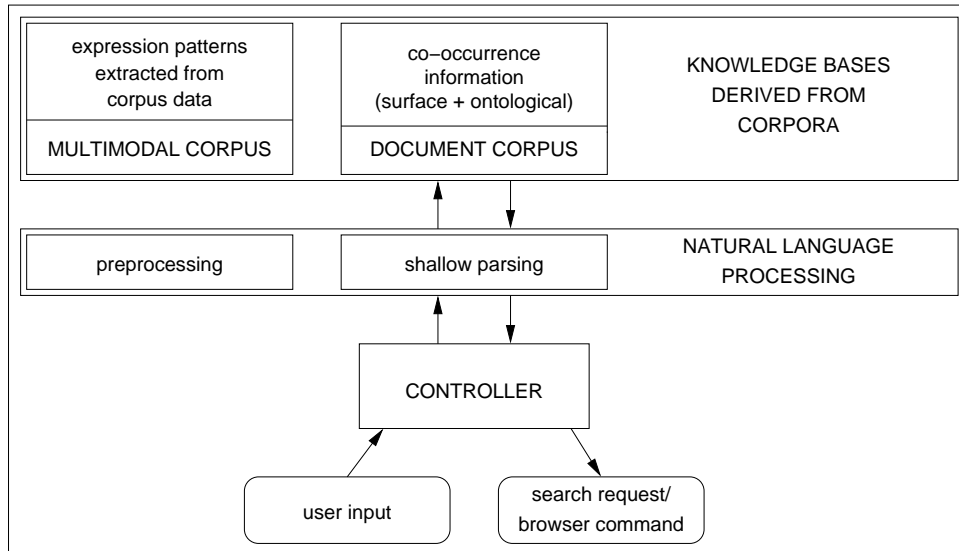 expression patterns
extracted from
corpus data
MULTIMODAL CORPUS
co−occurrence
information
(surface + ontological)
DOCUMENT CORPUS
KNOWLEDGE BASES
DERIVED FROM
CORPORA
preprocessing
shallow parsing
NATURAL LANGUAGE
PROCESSING
CONTROLLER
user input
search request/
browser command